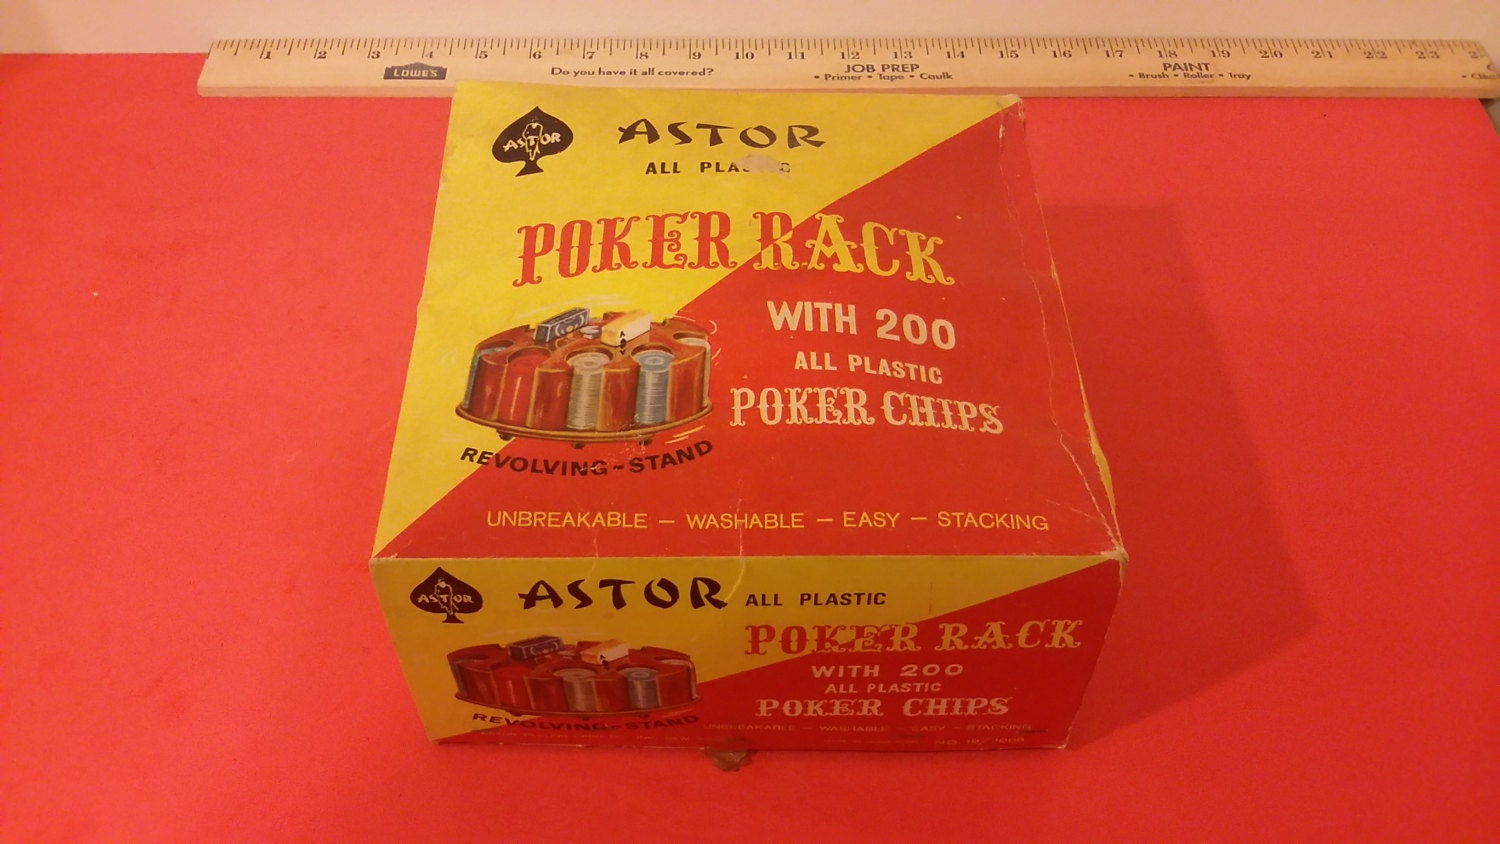 1 2 3 4 5 6 7 8 9 10 11 12 13 14 15 16 17 18 19 20 21 22 23
LOWE'S
Do you have it all covered?
JOB PREP
• Primer • Tape • Caulk
PAINT
• Brush • Roller • Tray
ASTOR
ASTOR
ALL
POKER RACK
WITH 200
ALL PLASTIC
POKER CHIPS
REVOLVING-STAND
UNBREAKABLE — WASHABLE — EASY — STACKING
ASTOR
ASTOR ALL PLASTIC
POKER RACK
WITH 200
ALL PLASTIC
POKER CHIPS
REVOLVING-STAND
UNBREAKABLE — WASHABLE — EASY — STACKING